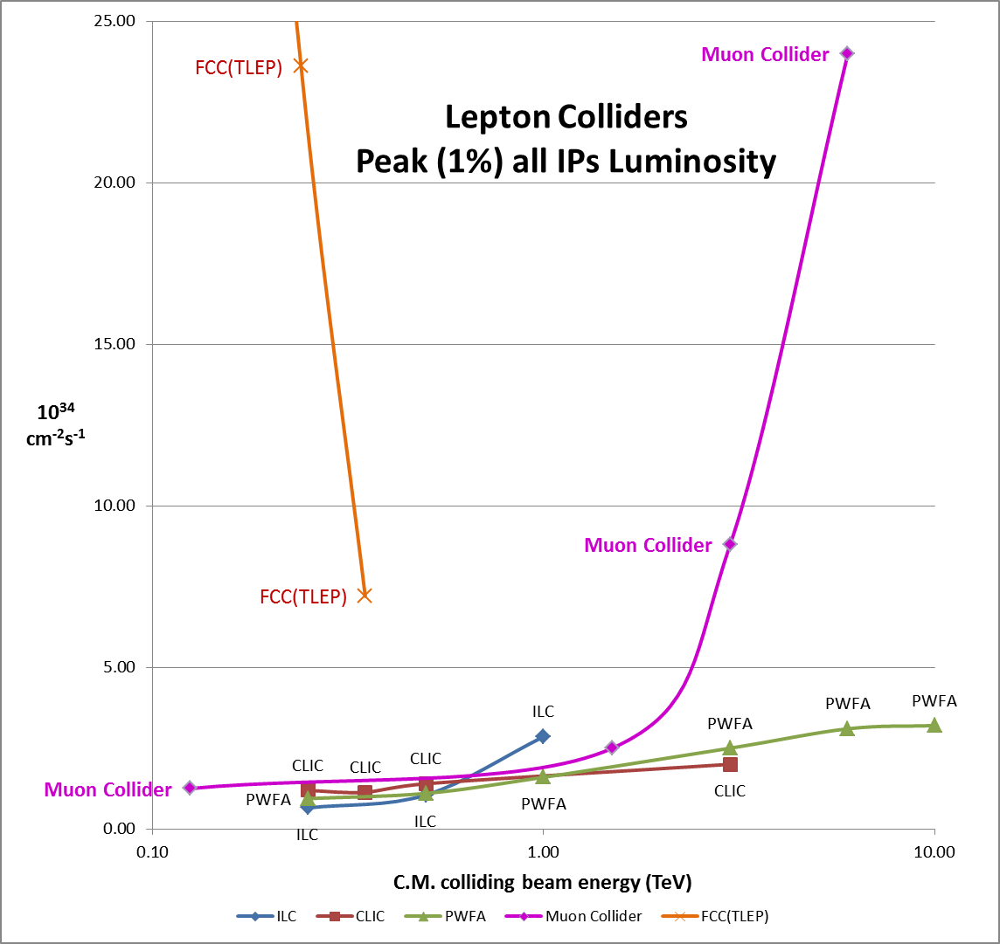 25.00
Muon Collider
FCC(TLEP)
Lepton Colliders
Peak (1%) all IPs Luminosity
20.00
15.00
10³⁴
cm⁻²s⁻¹
10.00
Muon Collider
FCC(TLEP)
5.00
ILC
PWFA
PWFA
PWFA
CLIC
CLIC
CLIC
Muon Collider
PWFA
PWFA
CLIC
ILC
ILC
0.00
0.10
1.00
10.00
C.M. colliding beam energy (TeV)
ILC
CLIC
PWFA
Muon Collider
FCC(TLEP)